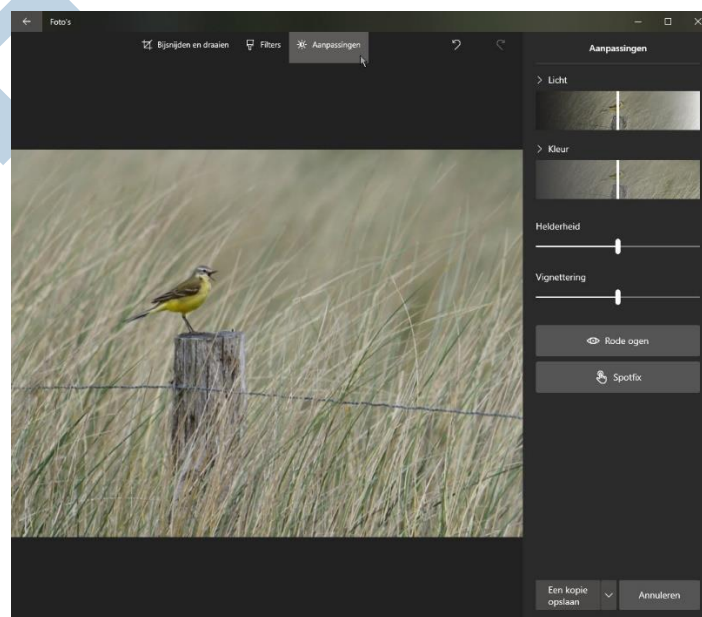 Foto's
Bijsnijden en draaien Filters Aanpassingen
Aanpassingen
Licht
Kleur
Helderheid
Vignettering
Rode ogen
Spotfix
Een kopie
opslaan
Annuleren